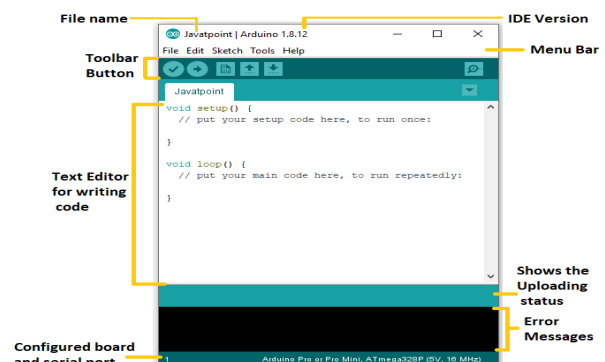 File name
IDE Version
Javatpoint | Arduino 1.8.12
File Edit Sketch Tools Help
Menu Bar
Toolbar
Button
Javatpoint
void setup() {
// put your setup code here, to run once:
}
void loop() {
// put your main code here, to run repeatedly:
}
Text Editor
for writing
code
Shows the
Uploading
status
Error
Messages
Configured board
and serial port
1
Arduino Pro or Pro Mini, ATmega328P (5V, 16 MHz)